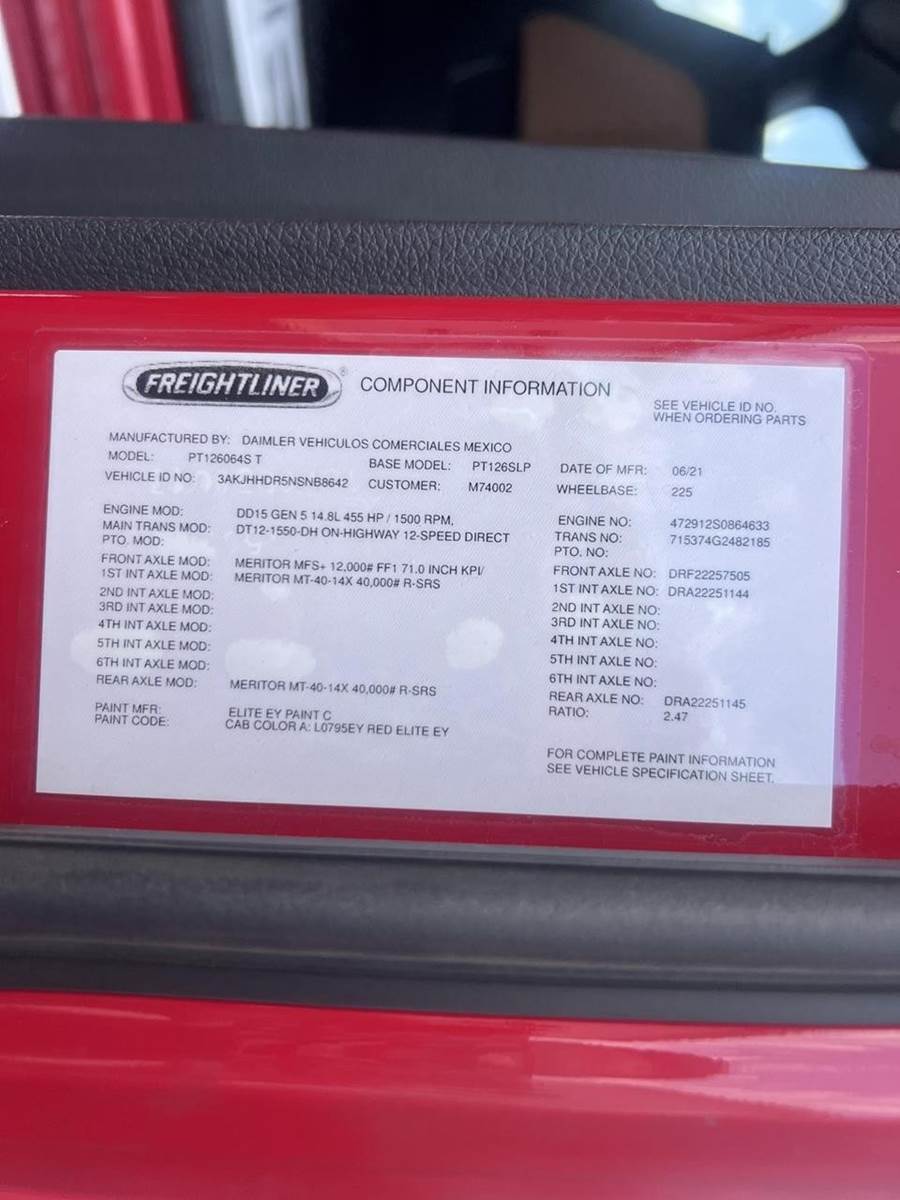 FREIGHTLINER® COMPONENT INFORMATION
SEE VEHICLE ID NO.
WHEN ORDERING PARTS
MANUFACTURED BY: DAIMLER VEHICULOS COMERCIALES MEXICO
MODEL: PT126064S T BASE MODEL: PT126SLP DATE OF MFR: 06/21
VEHICLE ID NO: 3AKJHHDR5NSNB8642 CUSTOMER: M74002 WHEELBASE: 225
ENGINE MOD: DD15 GEN 5 14.8L 455 HP / 1500 RPM, ENGINE NO: 472912S0864633
MAIN TRANS MOD: DT12-1550-DH ON-HIGHWAY 12-SPEED DIRECT TRANS NO: 715374G2482185
PTO. MOD: PTO. NO:
FRONT AXLE MOD: MERITOR MFS+ 12,000# FF1 71.0 INCH KPI/ FRONT AXLE NO: DRF22257505
1ST INT AXLE MOD: MERITOR MT-40-14X 40,000# R-SRS 1ST INT AXLE NO: DRA22251144
2ND INT AXLE MOD: 2ND INT AXLE NO:
3RD INT AXLE MOD: 3RD INT AXLE NO:
4TH INT AXLE MOD: 4TH INT AXLE NO:
5TH INT AXLE MOD: 5TH INT AXLE NO:
6TH INT AXLE MOD: 6TH INT AXLE NO:
REAR AXLE MOD: MERITOR MT-40-14X 40,000# R-SRS REAR AXLE NO: DRA22251145
RATIO: 2.47
PAINT MFR: ELITE EY PAINT C
PAINT CODE: CAB COLOR A: L0795EY RED ELITE EY
FOR COMPLETE PAINT INFORMATION
SEE VEHICLE SPECIFICATION SHEET.